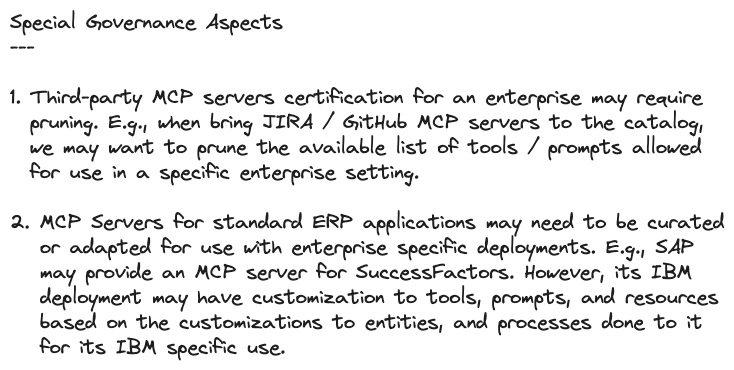 Special Governance Aspects
---
1. Third-party MCP servers certification for an enterprise may require
pruning. E.g., when bring JIRA / GitHub MCP servers to the catalog,
we may want to prune the available list of tools / prompts allowed
for use in a specific enterprise setting.
2. MCP Servers for standard ERP applications may need to be curated
or adapted for use with enterprise specific deployments. E.g., SAP
may provide an MCP server for SuccessFactors. However, its IBM
deployment may have customization to tools, prompts, and resources
based on the customizations to entities, and processes done to it
for its IBM specific use.